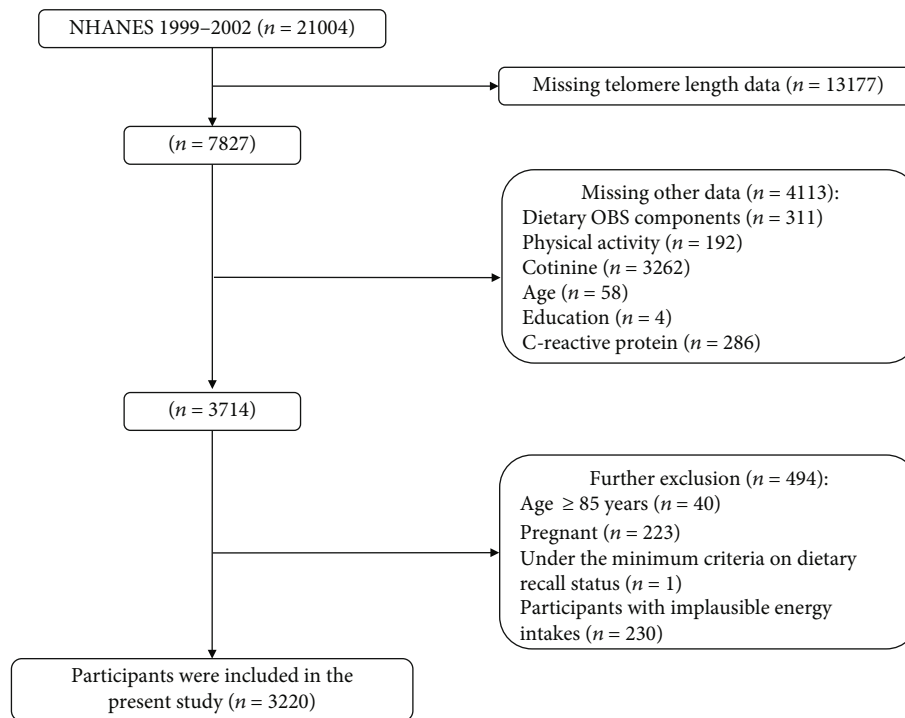 NHANES 1999–2002 (n = 21004)
Missing telomere length data (n = 13177)
(n = 7827)
Missing other data (n = 4113):
Dietary OBS components (n = 311)
Physical activity (n = 192)
Cotinine (n = 3262)
Age (n = 58)
Education (n = 4)
C-reactive protein (n = 286)
(n = 3714)
Further exclusion (n = 494):
Age ≥ 85 years (n = 40)
Pregnant (n = 223)
Under the minimum criteria on dietary
recall status (n = 1)
Participants with implausible energy
intakes (n = 230)
Participants were included in the
present study (n = 3220)